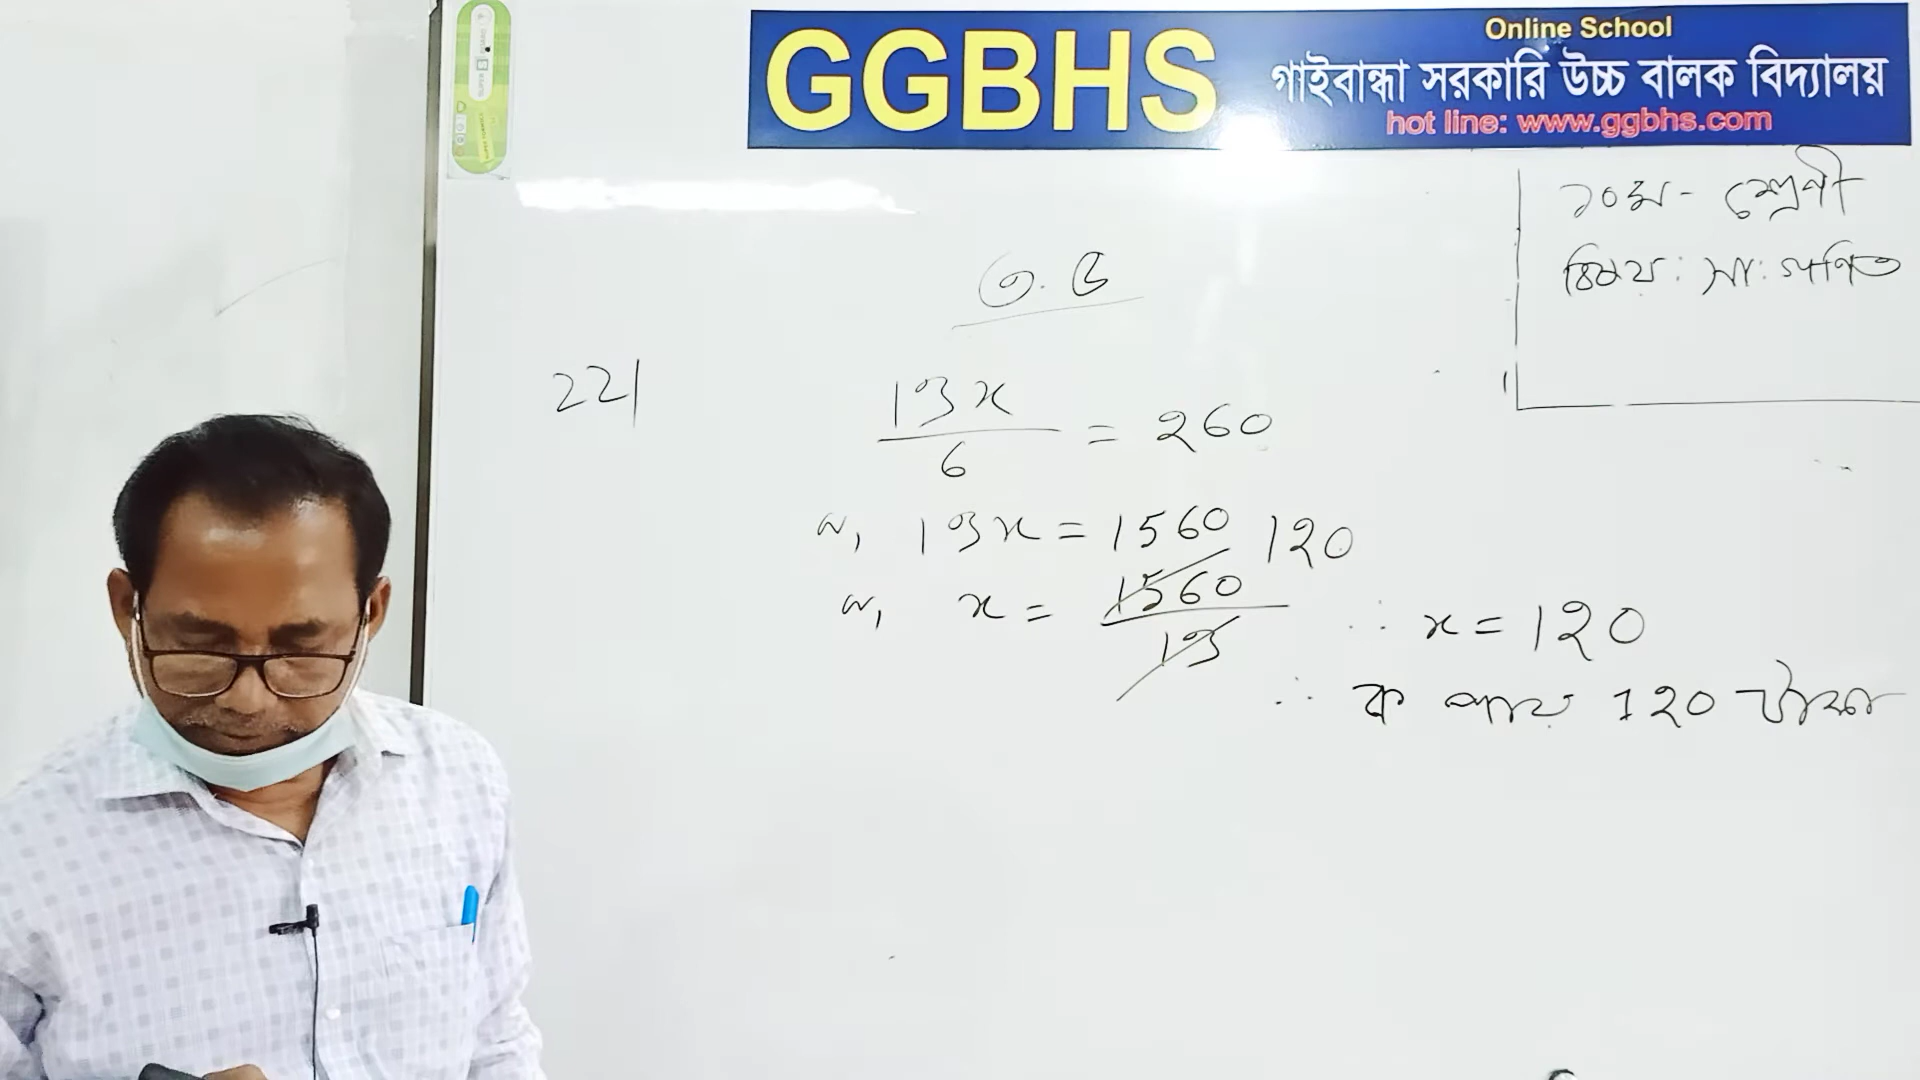 Online School
GGBHS
গাইবান্ধা সরকারি উচ্চ বালক বিদ্যালয়
hot line: www.ggbhs.com
১০ম - শ্রেণী
বিষয়: সা: গণিত
৩.৫
22|
13x
6
= 260
বা, 13x = 1560
120
বা, x =
1560
13
∴ x = 120
∴ ক পায় 120 টাকা